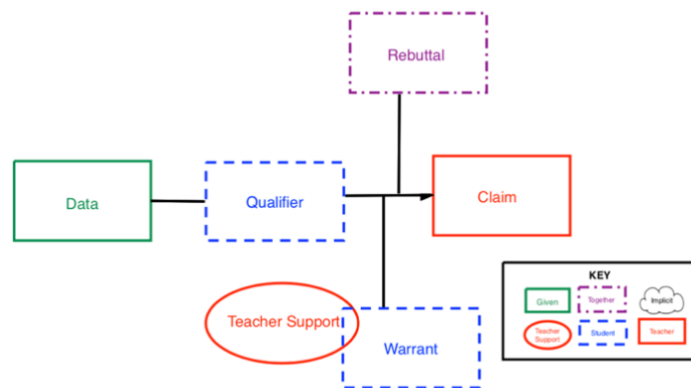 Rebuttal
Data
Qualifier
Claim
Teacher Support
Warrant
KEY
Given
Together
Implicit
Teacher
Support
Student
Teacher